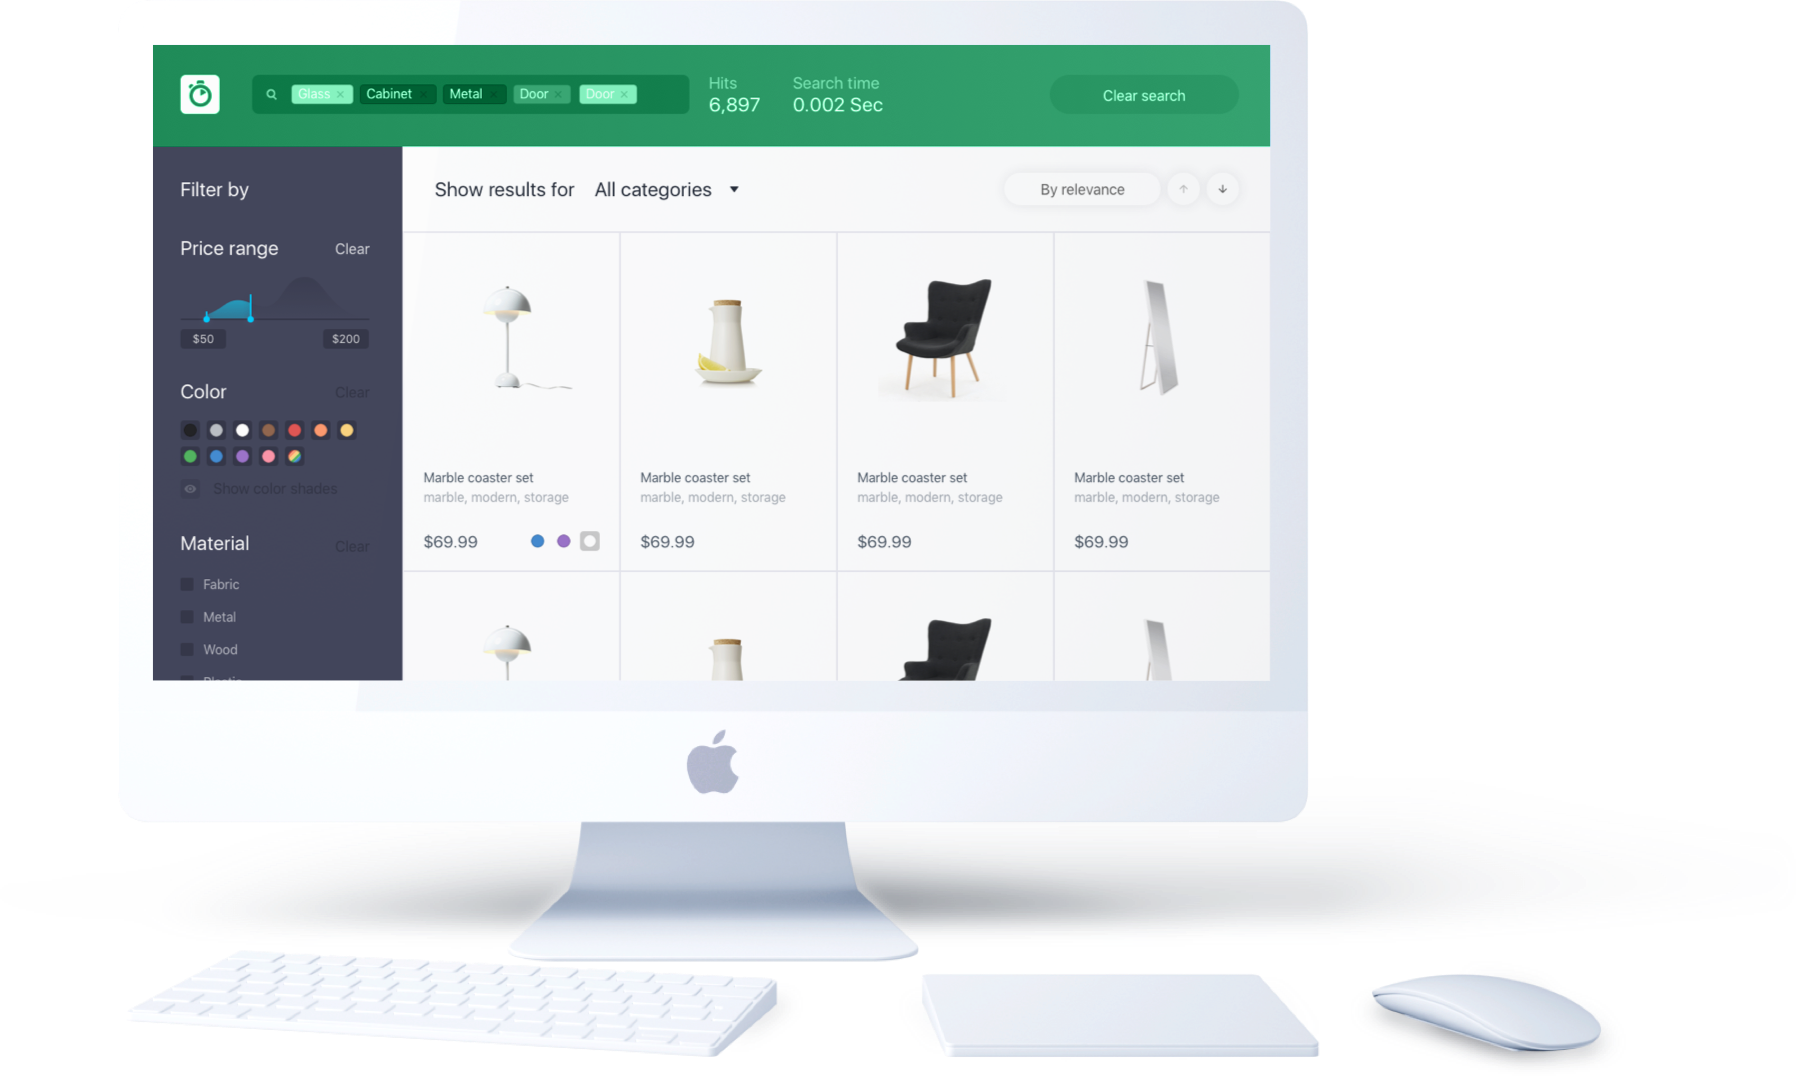 Glass × Cabinet × Metal × Door × Door ×
Hits
6,897
Search time
0.002 Sec
Clear search
Filter by
Show results for All categories
By relevance
Price range Clear
$50 $200
Color Clear
Show color shades
Material Clear
Fabric
Metal
Wood
Plastic
Marble coaster set
marble, modern, storage
$69.99
Marble coaster set
marble, modern, storage
$69.99
Marble coaster set
marble, modern, storage
$69.99
Marble coaster set
marble, modern, storage
$69.99